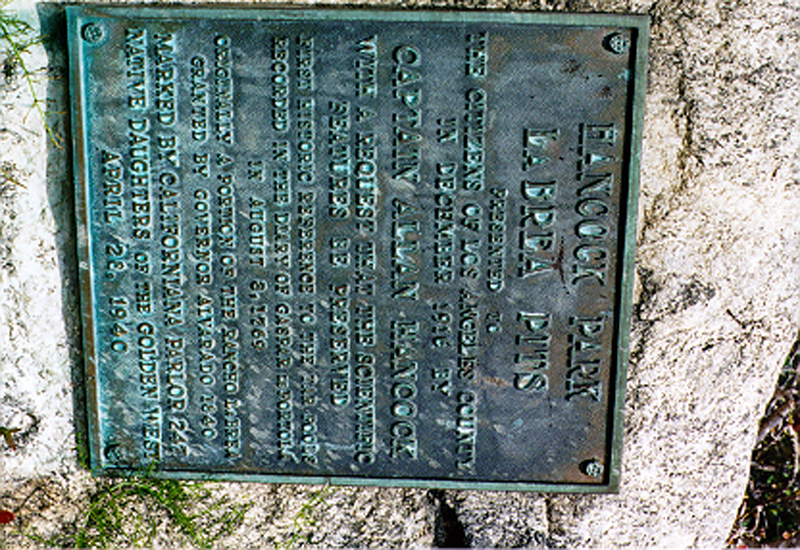 HANCOCK PARK
LA BREA PITS
PRESENTED TO
THE CITIZENS OF LOS ANGELES COUNTY
IN DECEMBER 1916 BY
CAPTAIN ALLAN HANCOCK
WITH A REQUEST THAT THE SCIENTIFIC
FEATURES BE PRESERVED
FIRST HISTORIC REFERENCE TO THE TAR POOLS
RECORDED IN THE DIARY OF GASPAR DE PORTOLA
IN AUGUST 3, 1769
ORIGINALLY A PORTION OF THE RANCHO LA BREA
GRANTED BY GOVERNOR ALVARADO 1840
MARKED BY CALIFORNIANA PARLOR 247
NATIVE DAUGHTERS OF THE GOLDEN WEST
APRIL 23, 1940